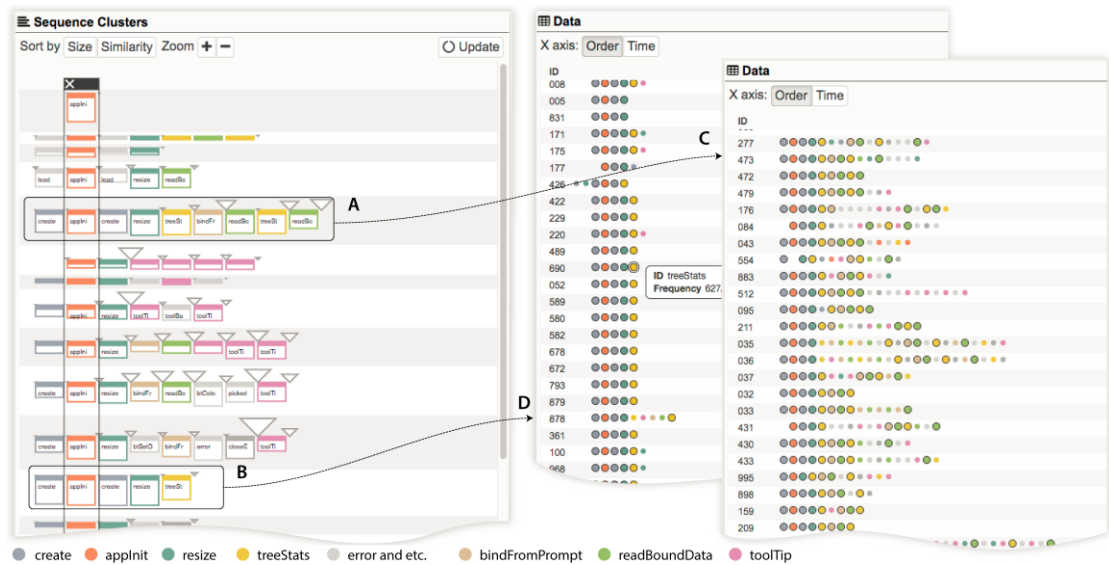 Sequence Clusters
Sort by Size Similarity Zoom + −
Update
appIni
load appIni load resize readBo
create appIni create resize treeSt bindFr readBo treeSt readBo
A
appIni resize toolTi toolBo toolTi
appIni resize toolTi toolTi
create appIni resize bindFr readBo btColo picked toolTi
create appIni resize btSetO bindFr error closeE toolTi
B
create appIni create resize treeSt
Data
X axis: Order Time
ID
008
005
831
171
175
177
426
422
229
220
489
690
052
589
580
582
678
672
793
879
878
361
100
968
ID treeStats
Frequency 627.
C
D
Data
X axis: Order Time
ID
277
473
472
479
176
084
043
554
883
512
095
211
035
036
037
032
033
431
430
433
995
898
159
209
create appInit resize treeStats error and etc. bindFromPrompt readBoundData toolTip